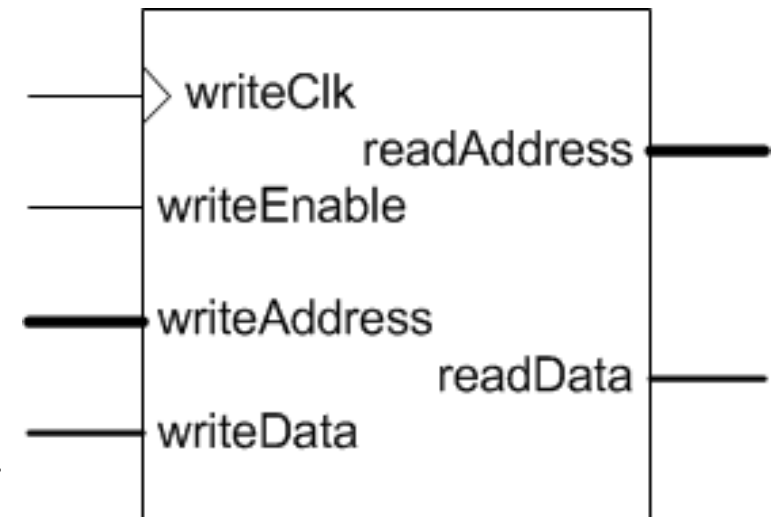 writeClk
readAddress
writeEnable
writeAddress
readData
writeData